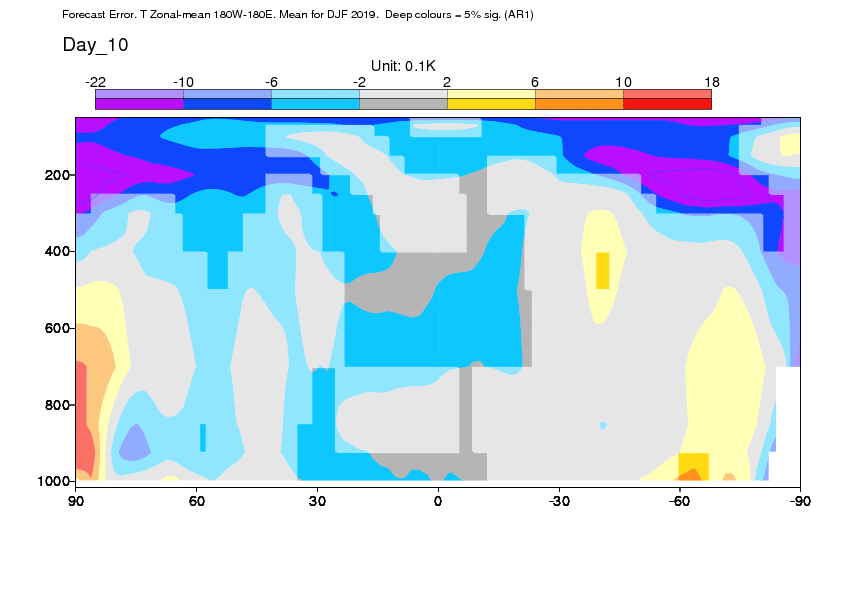 Forecast Error. T Zonal-mean 180W-180E. Mean for DJF 2019. Deep colours = 5% sig. (AR1)
Day_10
Unit: 0.1K
-22 -10 -6 -2 2 6 10 18
200
400
600
800
1000
90 60 30 0 -30 -60 -90